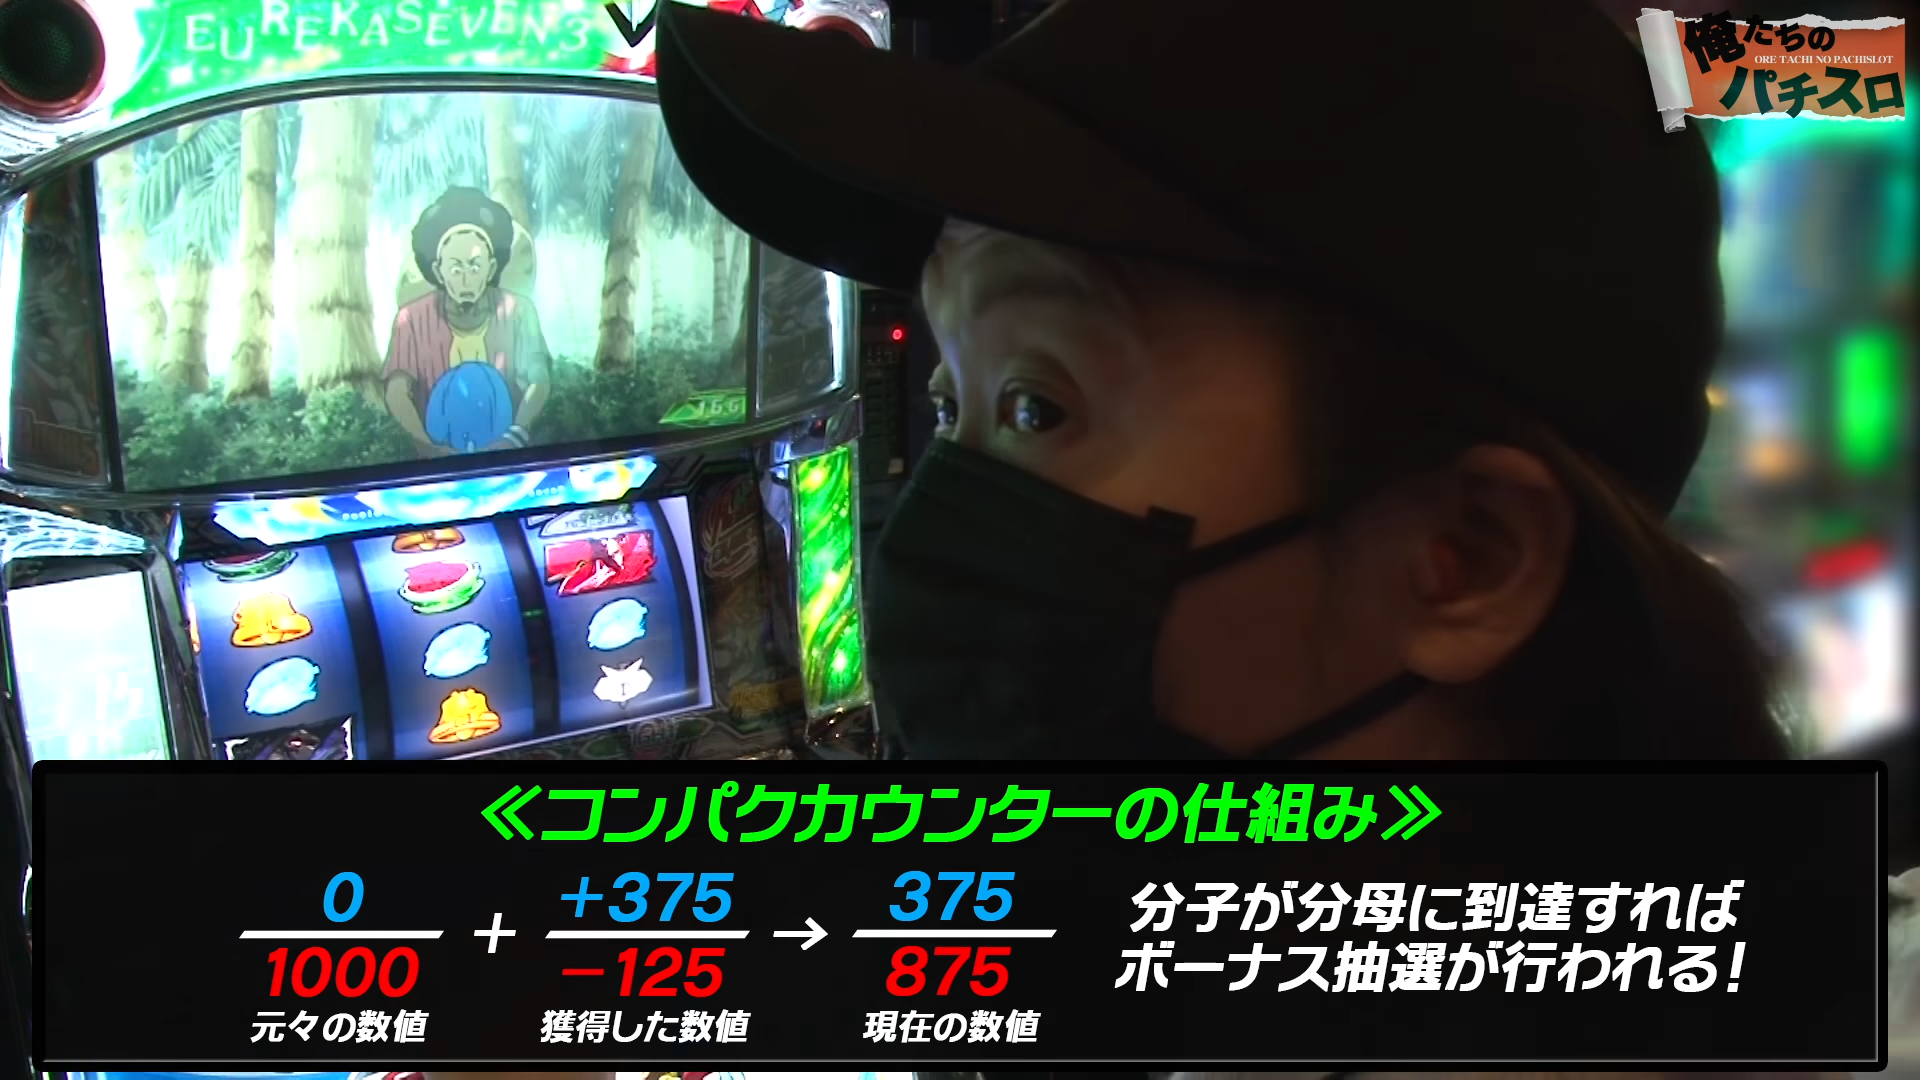 EUREKASEVEN3
俺たちの
ORE TACHI NO PACHISLOT
パチスロ
≪コンパクカウンターの仕組み≫
0
1000
元々の数値
+
+375
−125
獲得した数値
→
375
875
現在の数値
分子が分母に到達すれば
ボーナス抽選が行われる!